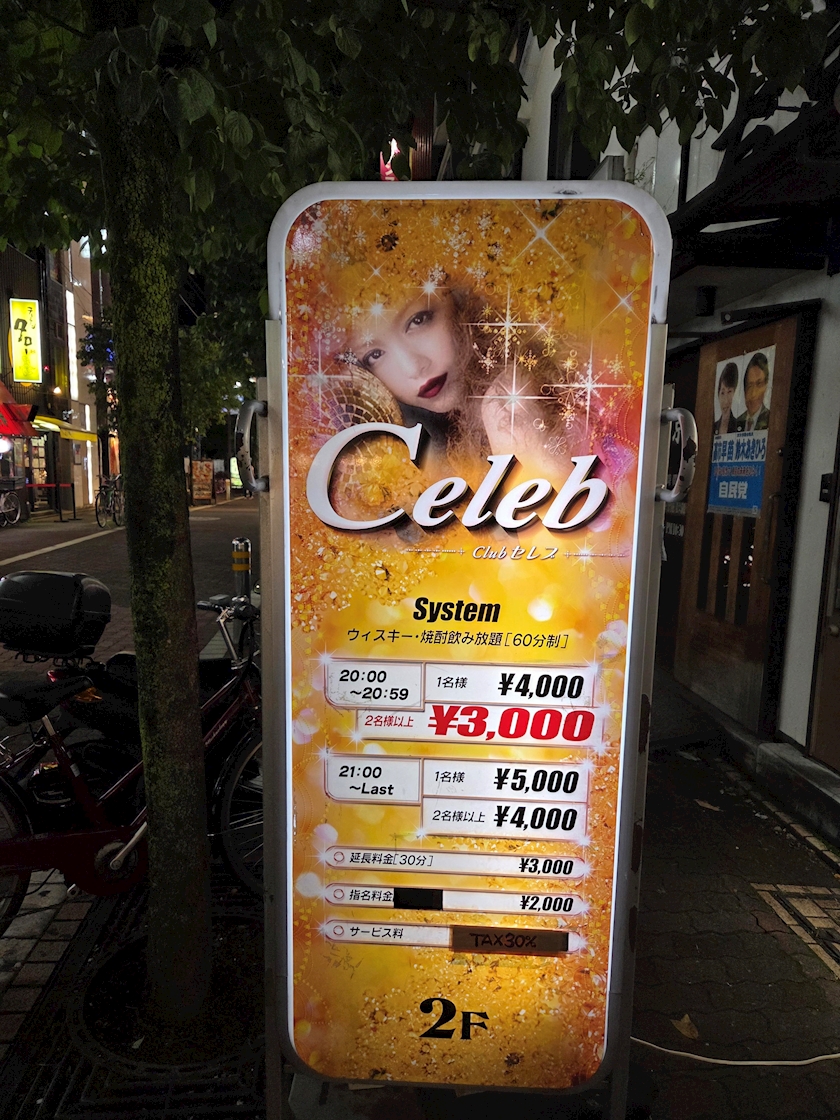 Celeb
Club セレブ
System
ウィスキー・焼酎飲み放題[60分制]
20:00
～20:59
1名様 ¥4,000
2名様以上 ¥3,000
21:00
～Last
1名様 ¥5,000
2名様以上 ¥4,000
延長料金[30分] ¥3,000
指名料金 ¥2,000
サービス料 TAX30%
2F
自民党